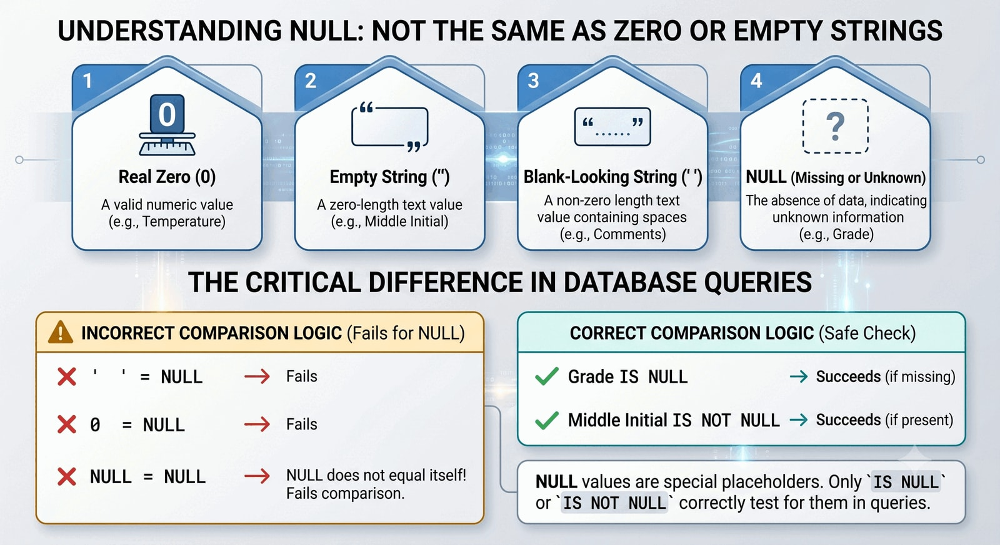 UNDERSTANDING NULL: NOT THE SAME AS ZERO OR EMPTY STRINGS
1
0
Real Zero (0)
A valid numeric value
(e.g., Temperature)
2
“ ”
Empty String (“)
A zero-length text value
(e.g., Middle Initial)
3
“ ...... ”
Blank-Looking String (' ')
A non-zero length text
value containing spaces
(e.g., Comments)
4
?
NULL (Missing or Unknown)
The absence of data, indicating
unknown information
(e.g., Grade)
THE CRITICAL DIFFERENCE IN DATABASE QUERIES
INCORRECT COMPARISON LOGIC (Fails for NULL)
' ' = NULL → Fails
0 = NULL → Fails
NULL = NULL → NULL does not equal itself!
Fails comparison.
CORRECT COMPARISON LOGIC (Safe Check)
Grade IS NULL → Succeeds (if missing)
Middle Initial IS NOT NULL → Succeeds (if present)
NULL values are special placeholders. Only `IS NULL`
or `IS NOT NULL` correctly test for them in queries.